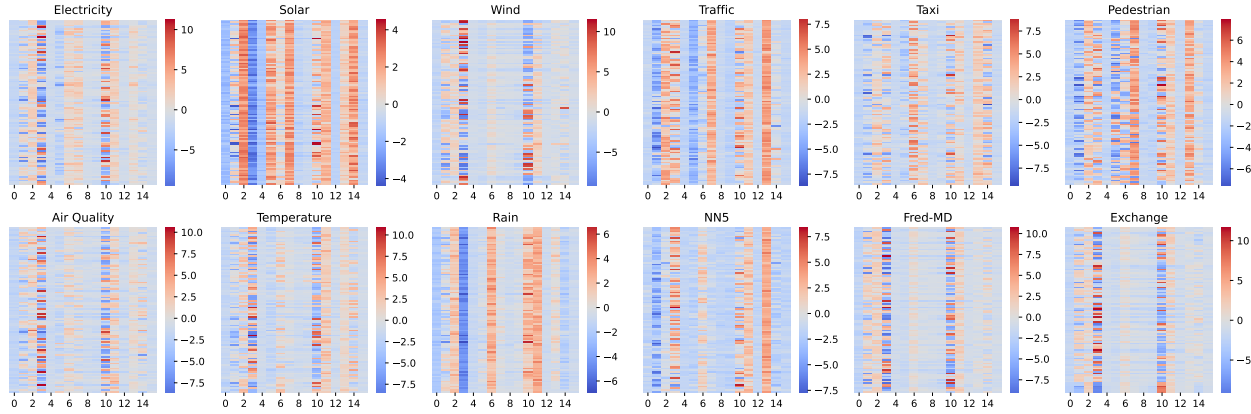 Electricity Solar Wind Traffic Taxi Pedestrian
10 4 10 7.5 7.5 6
5 5.0 5.0 4
2 2.5 2.5 2
0 0 0 0.0 0.0 0
−2 −2.5 −2.5 −2
−5 −5 −5.0 −5.0 −4
−4 −7.5 −7.5 −6
0 2 4 6 8 10 12 14 0 2 4 6 8 10 12 14 0 2 4 6 8 10 12 14 0 2 4 6 8 10 12 14 0 2 4 6 8 10 12 14 0 2 4 6 8 10 12 14
Air Quality Temperature Rain NN5 Fred-MD Exchange
10.0 10.0 6 7.5 10.0 10
7.5 7.5 4 5.0 7.5
5.0 5.0 2 2.5 5.0 5
2.5 2.5 2.5
0.0 0.0 0 0.0 0.0 0
−2.5 −2.5 −2 −2.5 −2.5
−5.0 −5.0 −4 −5.0 −5.0 −5
−7.5 −7.5 −6 −7.5 −7.5
0 2 4 6 8 10 12 14 0 2 4 6 8 10 12 14 0 2 4 6 8 10 12 14 0 2 4 6 8 10 12 14 0 2 4 6 8 10 12 14 0 2 4 6 8 10 12 14